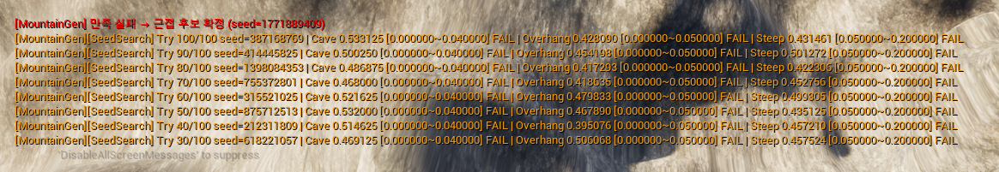 [MountainGen] 만족 실패 → 근접 후보 확정 (seed=1771889409)
[MountainGen][SeedSearch] Try 100/100 seed=387168769 | Cave 0.533125 [0.000000~0.040000] FAIL | Overhang 0.428090 [0.000000~0.050000] FAIL | Steep 0.431461 [0.050000~0.200000] FAIL
[MountainGen][SeedSearch] Try 90/100 seed=414445825 | Cave 0.500250 [0.000000~0.040000] FAIL | Overhang 0.454198 [0.000000~0.050000] FAIL | Steep 0.501272 [0.050000~0.200000] FAIL
[MountainGen][SeedSearch] Try 80/100 seed=1398084353 | Cave 0.486875 [0.000000~0.040000] FAIL | Overhang 0.417293 [0.000000~0.050000] FAIL | Steep 0.422306 [0.050000~0.200000] FAIL
[MountainGen][SeedSearch] Try 70/100 seed=755372801 | Cave 0.468000 [0.000000~0.040000] FAIL | Overhang 0.418635 [0.000000~0.050000] FAIL | Steep 0.452756 [0.050000~0.200000] FAIL
[MountainGen][SeedSearch] Try 60/100 seed=315521025 | Cave 0.521625 [0.000000~0.040000] FAIL | Overhang 0.479833 [0.000000~0.050000] FAIL | Steep 0.499305 [0.050000~0.200000] FAIL
[MountainGen][SeedSearch] Try 50/100 seed=875712513 | Cave 0.532000 [0.000000~0.040000] FAIL | Overhang 0.467890 [0.000000~0.050000] FAIL | Steep 0.435125 [0.050000~0.200000] FAIL
[MountainGen][SeedSearch] Try 40/100 seed=212311809 | Cave 0.514625 [0.000000~0.040000] FAIL | Overhang 0.395076 [0.000000~0.050000] FAIL | Steep 0.457210 [0.050000~0.200000] FAIL
[MountainGen][SeedSearch] Try 30/100 seed=618221057 | Cave 0.469125 [0.000000~0.040000] FAIL | Overhang 0.506068 [0.000000~0.050000] FAIL | Steep 0.457524 [0.050000~0.200000] FAIL
'DisableAllScreenMessages' to suppress